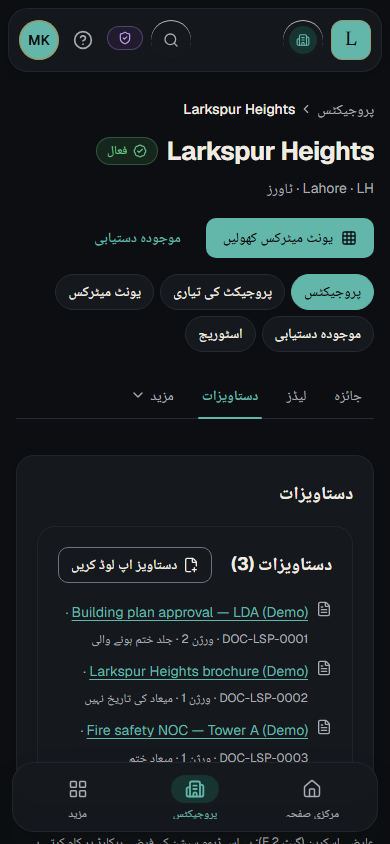 L
MK
پروجیکٹس › Larkspur Heights
Larkspur Heights
فعال
ٹاورز · Lahore · LH
یونٹ میٹرکس کھولیں
موجودہ دستیابی
پروجیکٹس
پروجیکٹ کی تیاری
یونٹ میٹرکس
موجودہ دستیابی
اسٹوریج
جائزہ
لیڈز
دستاویزات
مزید
دستاویزات
دستاویزات (3)
دستاویز اپ لوڈ کریں
Building plan approval — LDA (Demo) ·
DOC-LSP-0001 · ورژن 2 · جلد ختم ہونے والی
Larkspur Heights brochure (Demo) ·
DOC-LSP-0002 · ورژن 1 · میعاد کی تاریخ نہیں
Fire safety NOC — Tower A (Demo) ·
DOC-LSP-0003 · ورژن 1 · میعاد ختم
مرکزی صفحہ
پروجیکٹس
مزید